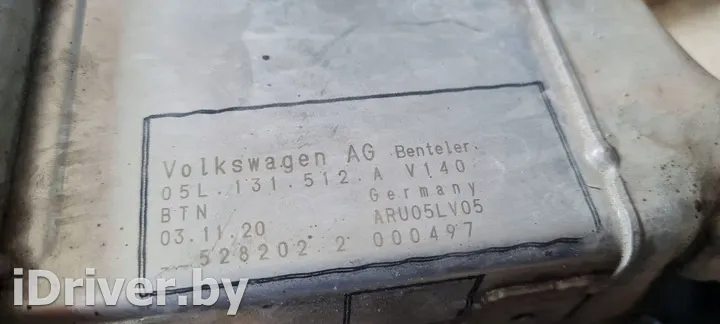 Volkswagen AG Benteler.
05L.131.512.A V140
BTN Germany
03.11.20 ARU05LV05
528202 2 000497
iDriver.by